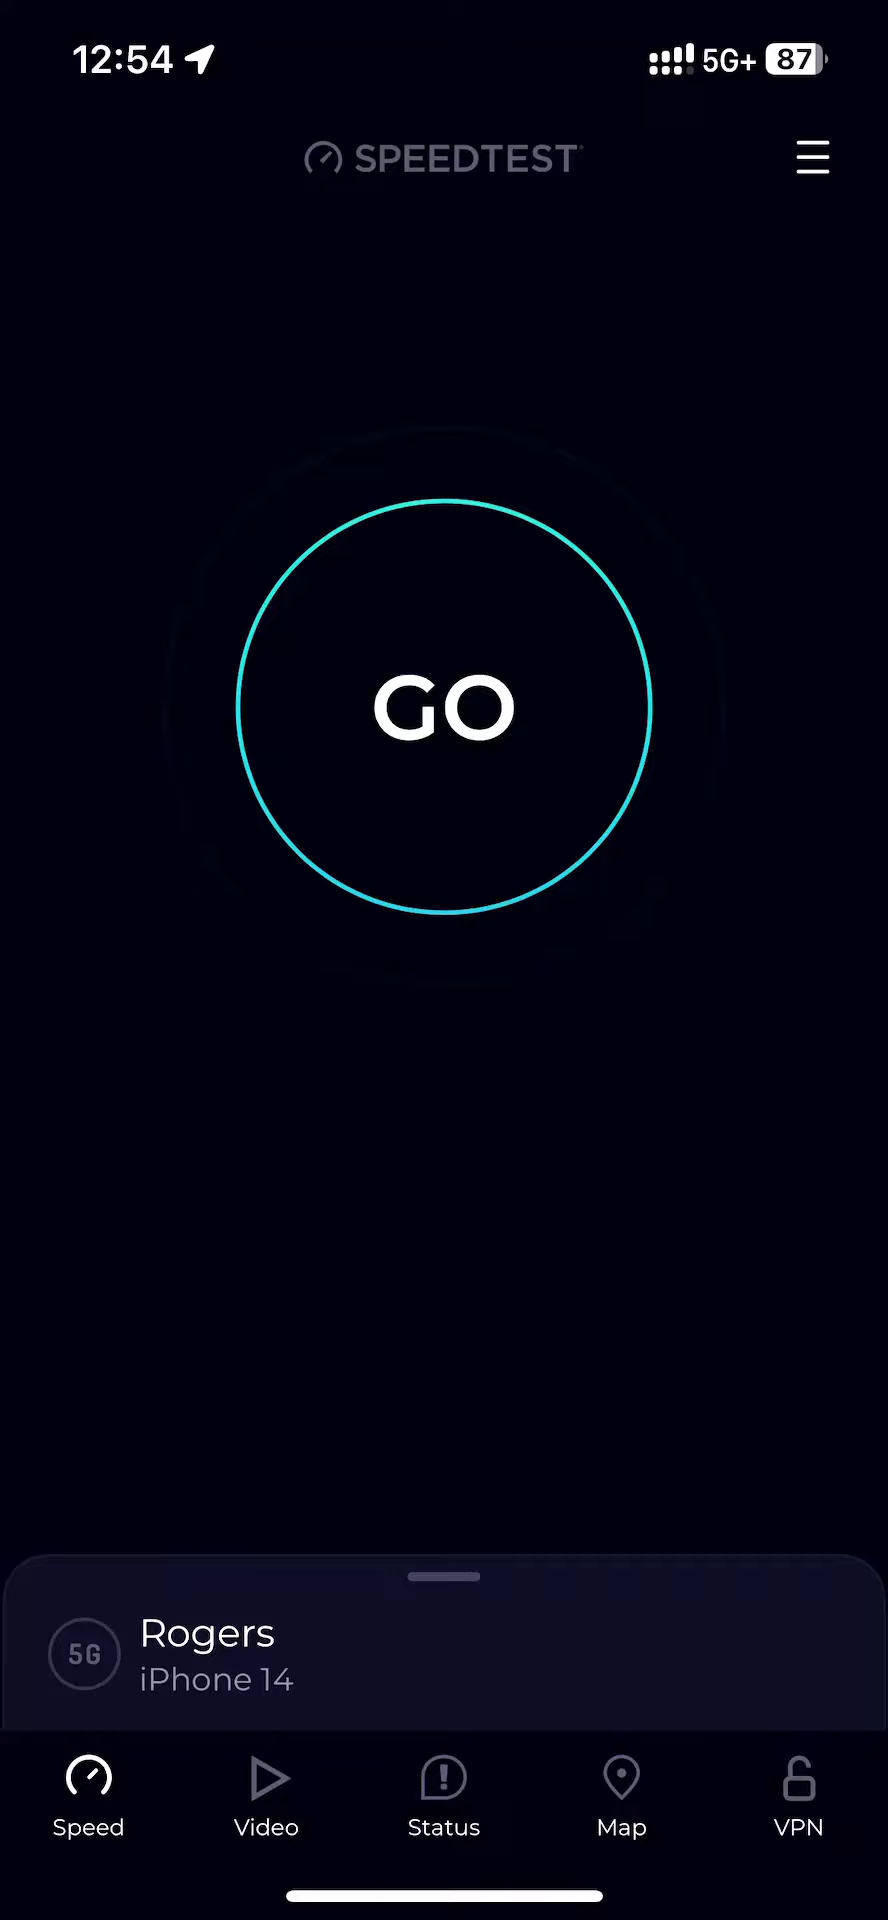 12:54 5G+ 87
SPEEDTEST
GO
5G Rogers
iPhone 14
Speed Video Status Map VPN